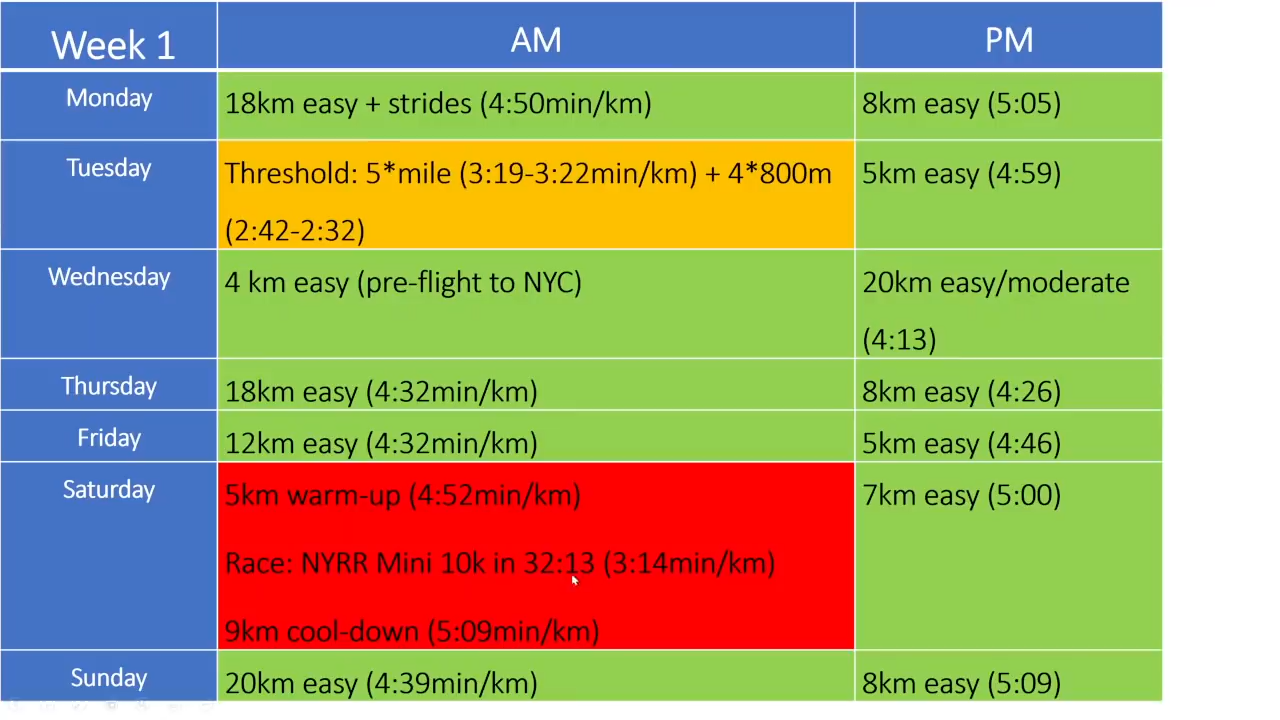 Week 1
AM
PM
Monday
18km easy + strides (4:50min/km)
8km easy (5:05)
Tuesday
Threshold: 5*mile (3:19-3:22min/km) + 4*800m
(2:42-2:32)
5km easy (4:59)
Wednesday
4 km easy (pre-flight to NYC)
20km easy/moderate
(4:13)
Thursday
18km easy (4:32min/km)
8km easy (4:26)
Friday
12km easy (4:32min/km)
5km easy (4:46)
Saturday
5km warm-up (4:52min/km)
Race: NYRR Mini 10k in 32:13 (3:14min/km)
9km cool-down (5:09min/km)
7km easy (5:00)
Sunday
20km easy (4:39min/km)
8km easy (5:09)